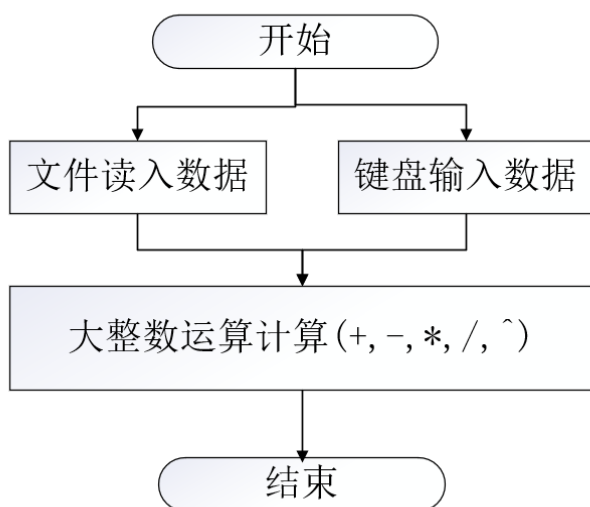 开始
文件读入数据
键盘输入数据
大整数运算计算(+,-,*,/,^)
结束